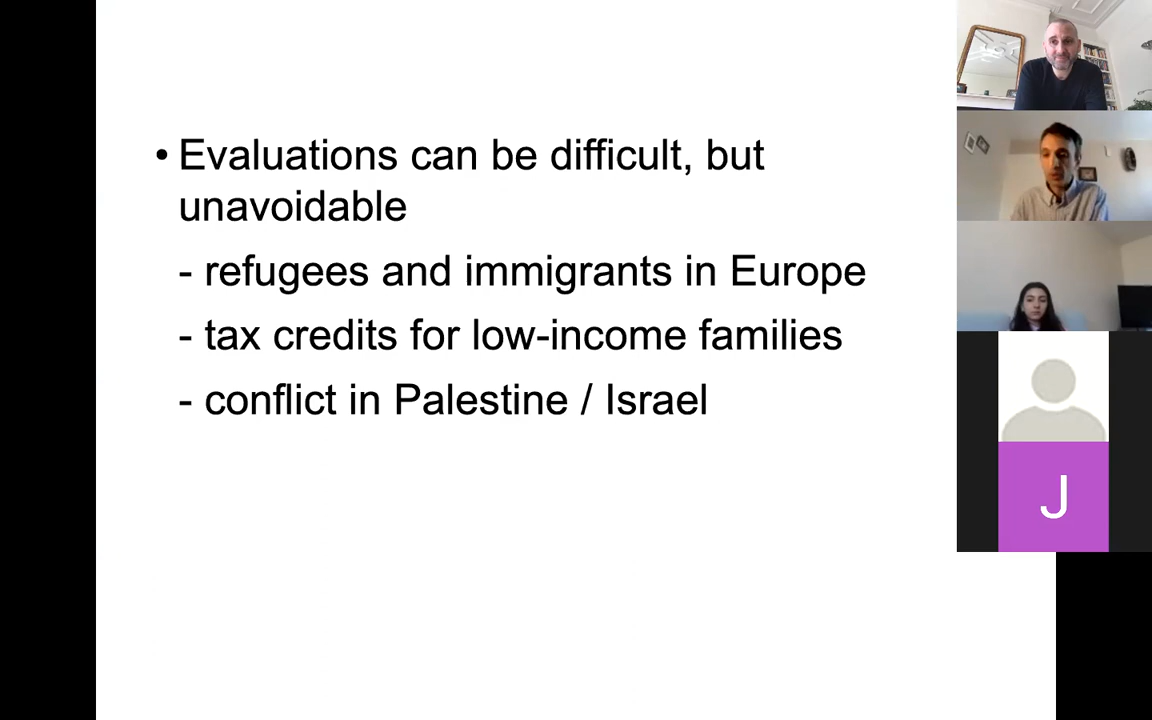 • Evaluations can be difficult, but
unavoidable
- refugees and immigrants in Europe
- tax credits for low-income families
- conflict in Palestine / Israel
J